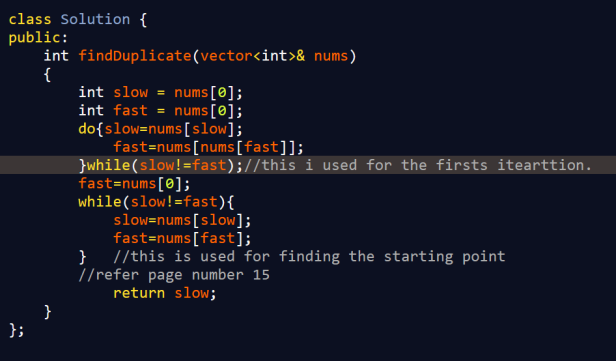 class Solution {
public:
    int findDuplicate(vector<int>& nums)
    {
        int slow = nums[0];
        int fast = nums[0];
        do{slow=nums[slow];
            fast=nums[nums[fast]];
        }while(slow!=fast);//this i used for the firsts itearttion.
        fast=nums[0];
        while(slow!=fast){
            slow=nums[slow];
            fast=nums[fast];
        }   //this is used for finding the starting point
        //refer page number 15
            return slow;
    }
};